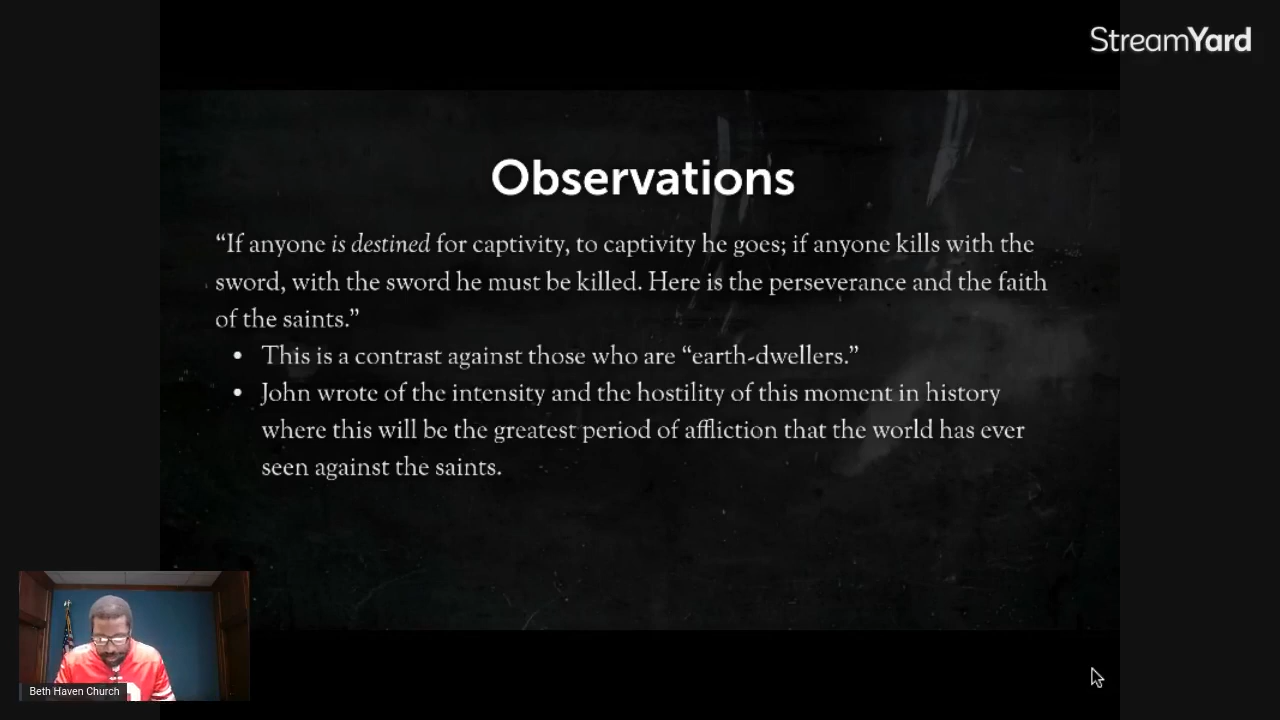 StreamYard
Observations
“If anyone is destined for captivity, to captivity he goes; if anyone kills with the
sword, with the sword he must be killed. Here is the perseverance and the faith
of the saints.”
• This is a contrast against those who are “earth-dwellers.”
• John wrote of the intensity and the hostility of this moment in history
where this will be the greatest period of affliction that the world has ever
seen against the saints.
Beth Haven Church